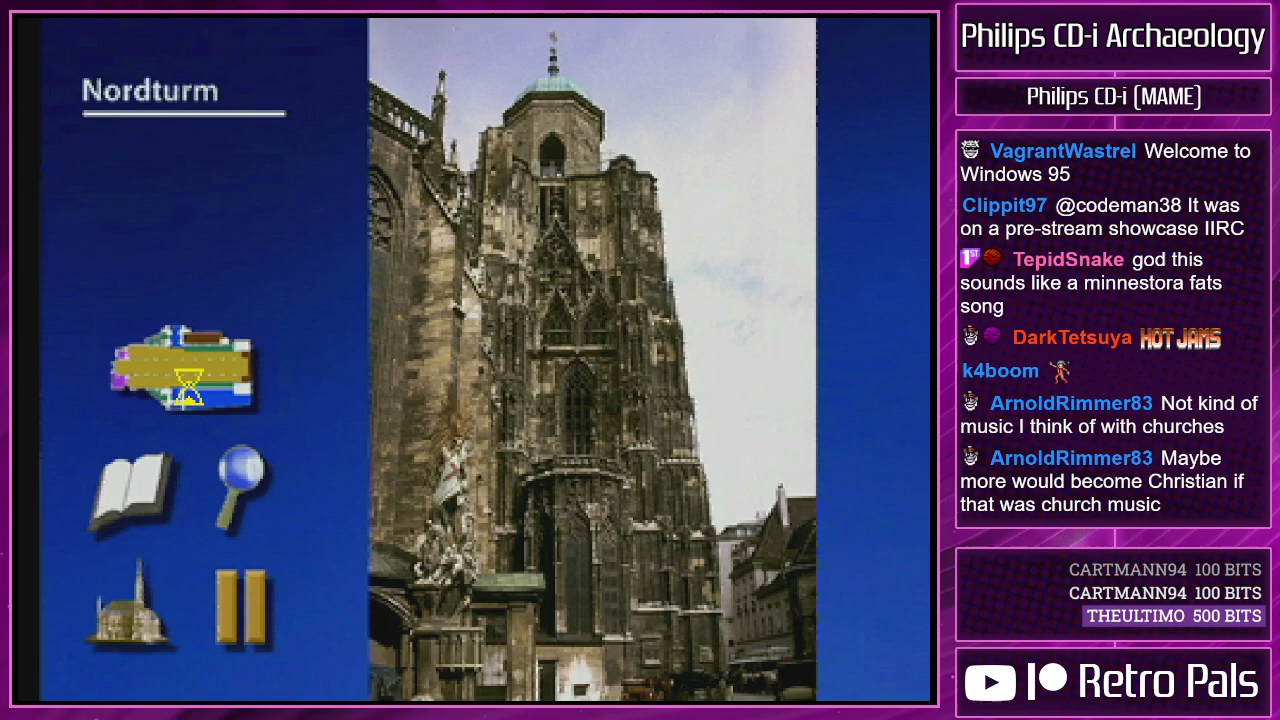 Nordturm
Philips CD-i Archaeology
Philips CD-i [MAME]
VagrantWastrel Welcome to
Windows 95
Clippit97 @codeman38 It was
on a pre-stream showcase IIRC
1ST TepidSnake god this
sounds like a minnestora fats
song
DarkTetsuya HOT JAMS
k4boom
ArnoldRimmer83 Not kind of
music I think of with churches
ArnoldRimmer83 Maybe
more would become Christian if
that was church music
CARTMANN94 100 BITS
CARTMANN94 100 BITS
THEULTIMO 500 BITS
Retro Pals